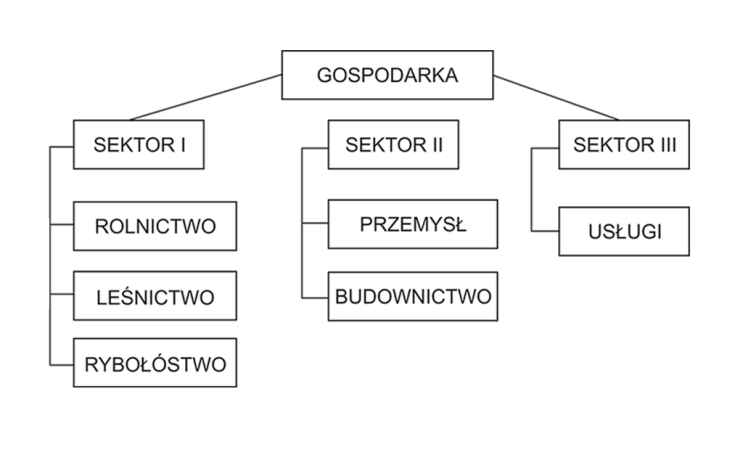 GOSPODARKA
SEKTOR I
SEKTOR II
SEKTOR III
ROLNICTWO
PRZEMYSŁ
USŁUGI
LEŚNICTWO
BUDOWNICTWO
RYBOŁÓSTWO